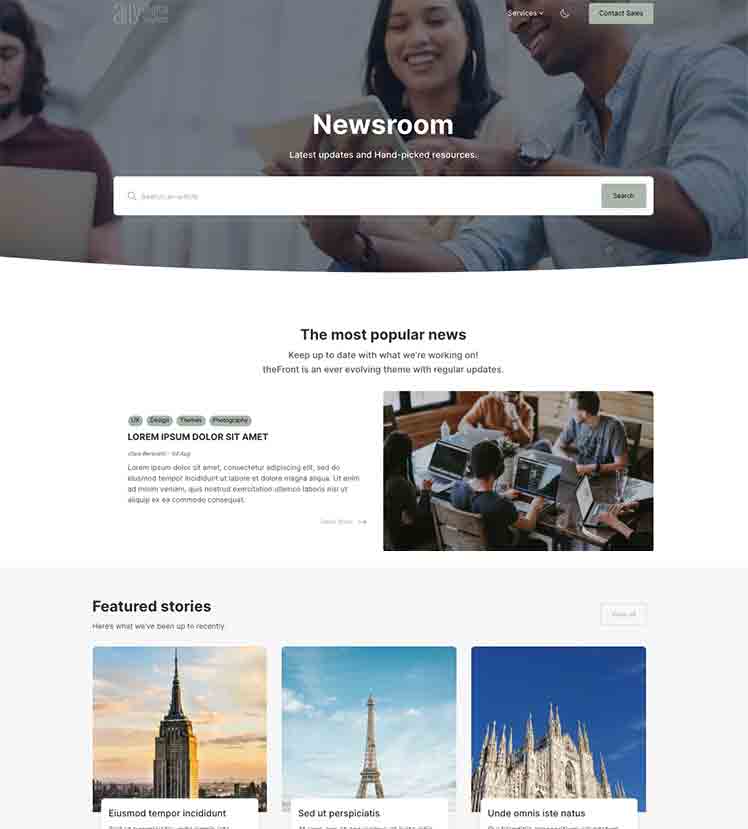 Services
Contact Sales
Newsroom
Latest updates and Hand-picked resources.
Search an article
Search
The most popular news
Keep up to date with what we're working on!
theFront is an ever evolving theme with regular updates.
UX Design Themes Photography
LOREM IPSUM DOLOR SIT AMET
Clara Bertoletti - 04 Aug
Lorem ipsum dolor sit amet, consectetur adipiscing elit, sed do
eiusmod tempor incididunt ut labore et dolore magna aliqua. Ut enim
ad minim veniam, quis nostrud exercitation ullamco laboris nisi ut
aliquip ex ea commodo consequat.
Read More
Featured stories
Here's what we've been up to recently.
View all
Eiusmod tempor incididunt
Sed ut perspiciatis
Unde omnis iste natus